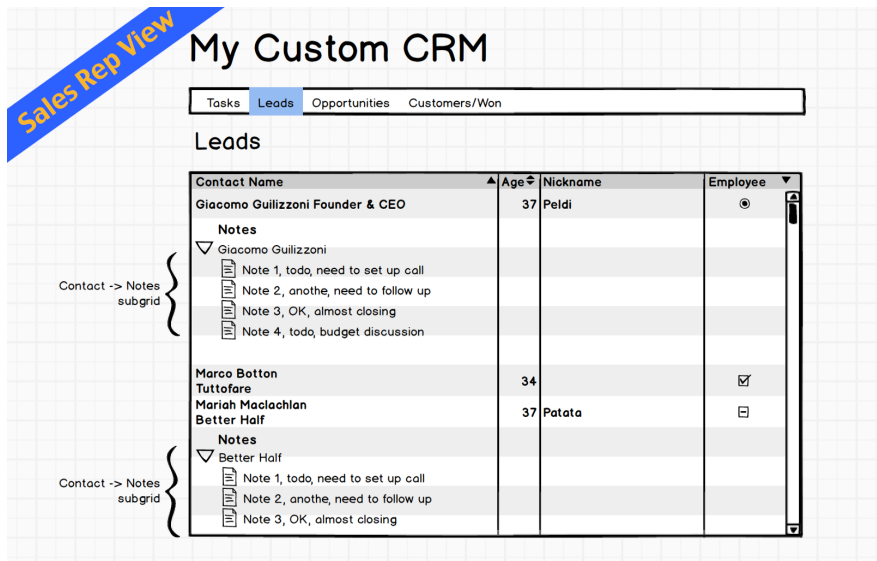 Sales Rep View
My Custom CRM
Tasks Leads Opportunities Customers/Won
Leads
Contact Name Age Nickname Employee
Giacomo Guilizzoni Founder & CEO 37 Peldi
Notes
Giacomo Guilizzoni
Note 1, todo, need to set up call
Note 2, anothe, need to follow up
Note 3, OK, almost closing
Note 4, todo, budget discussion
Contact -> Notes
subgrid
Marco Botton
Tuttofare
34
Mariah Maclachlan
Better Half
37 Patata
Notes
Better Half
Note 1, todo, need to set up call
Note 2, anothe, need to follow up
Note 3, OK, almost closing
Contact -> Notes
subgrid